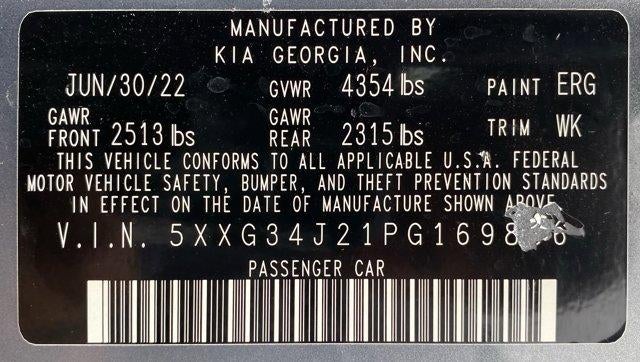 MANUFACTURED BY
KIA GEORGIA, INC.
JUN/30/22 GVWR 4354 lbs PAINT ERG
GAWR FRONT 2513 lbs GAWR REAR 2315 lbs TRIM WK
THIS VEHICLE CONFORMS TO ALL APPLICABLE U.S.A. FEDERAL
MOTOR VEHICLE SAFETY, BUMPER, AND THEFT PREVENTION STANDARDS
IN EFFECT ON THE DATE OF MANUFACTURE SHOWN ABOVE
V.I.N.
PASSENGER CAR